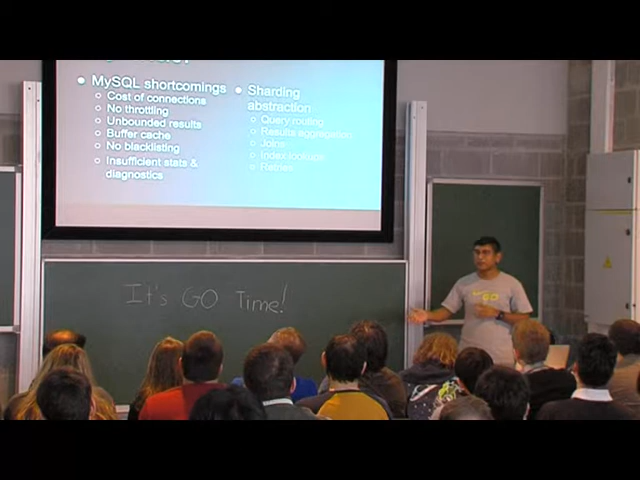 • MySQL shortcomings
○ Cost of connections
○ No throttling
○ Unbounded results
○ Buffer cache
○ No blacklisting
○ Insufficient stats &
diagnostics
• Sharding
abstraction
○ Query routing
○ Results aggregation
○ Joins
○ Index lookups
○ Retries
It's GO Time!
GO